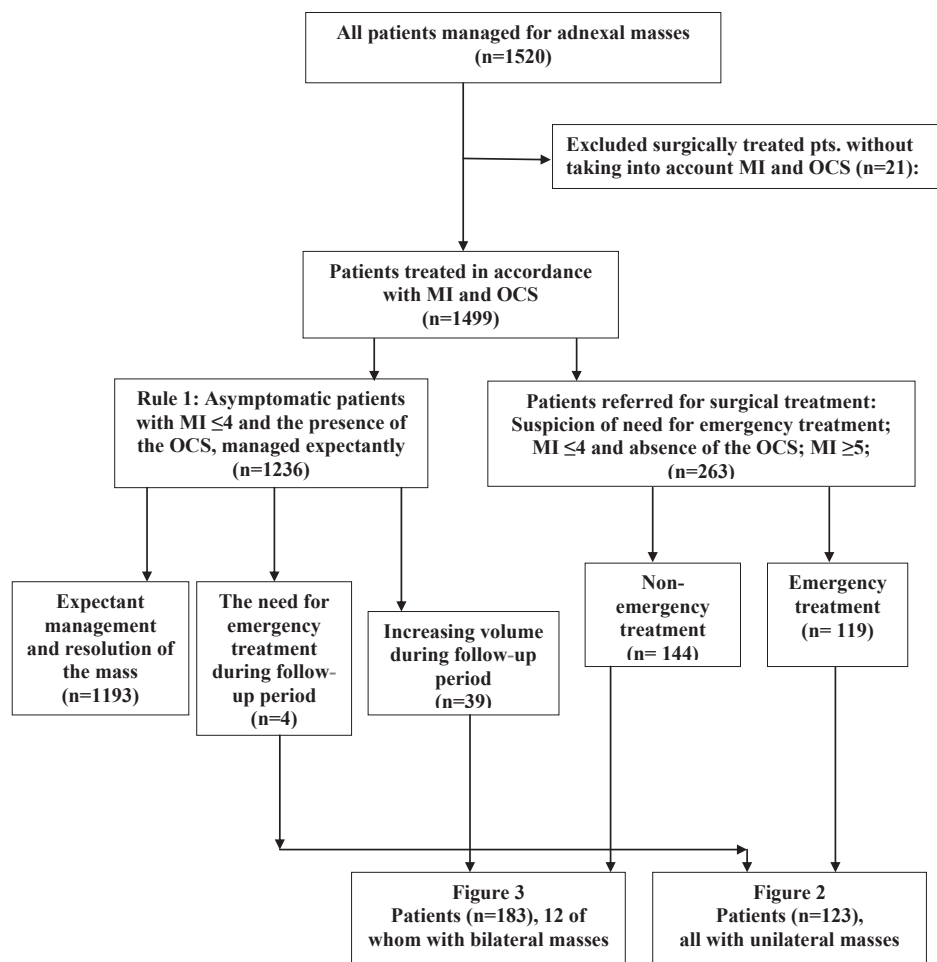 All patients managed for adnexal masses
(n=1520)
Excluded surgically treated pts. without
taking into account MI and OCS (n=21):
Patients treated in accordance
with MI and OCS
(n=1499)
Rule 1: Asymptomatic patients
with MI ≤4 and the presence of
the OCS, managed expectantly
(n=1236)
Patients referred for surgical treatment:
Suspicion of need for emergency treatment;
MI ≤4 and absence of the OCS; MI ≥5;
(n=263)
Expectant
management
and resolution of
the mass
(n=1193)
The need for
emergency
treatment
during follow-
up period
(n=4)
Increasing volume
during follow-up
period
(n=39)
Non-
emergency
treatment
(n= 144)
Emergency
treatment
(n= 119)
Figure 3
Patients (n=183), 12 of
whom with bilateral masses
Figure 2
Patients (n=123),
all with unilateral masses